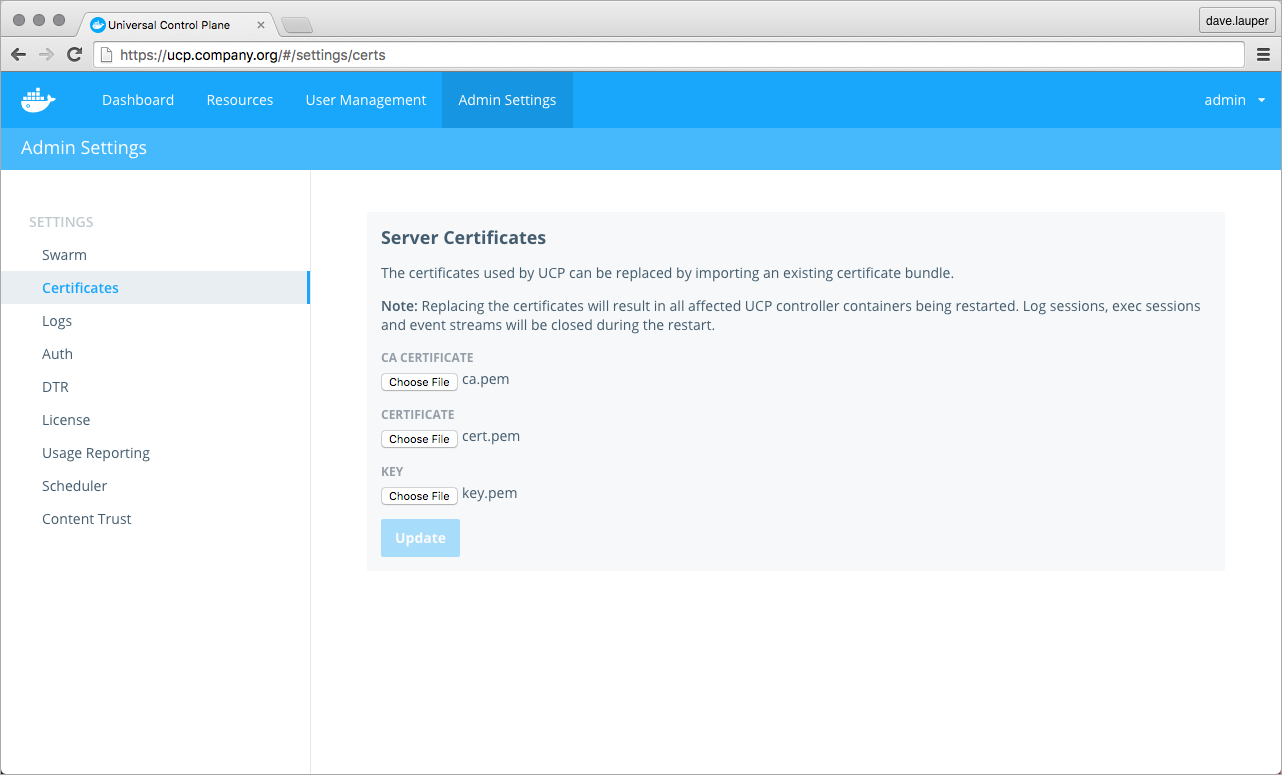 Universal Control Plane
dave.lauper
https://ucp.company.org/#/settings/certs
Dashboard Resources User Management Admin Settings admin
Admin Settings
SETTINGS
Swarm
Certificates
Logs
Auth
DTR
License
Usage Reporting
Scheduler
Content Trust
Server Certificates
The certificates used by UCP can be replaced by importing an existing certificate bundle.
Note: Replacing the certificates will result in all affected UCP controller containers being restarted. Log sessions, exec sessions
and event streams will be closed during the restart.
CA CERTIFICATE
Choose File ca.pem
CERTIFICATE
Choose File cert.pem
KEY
Choose File key.pem
Update